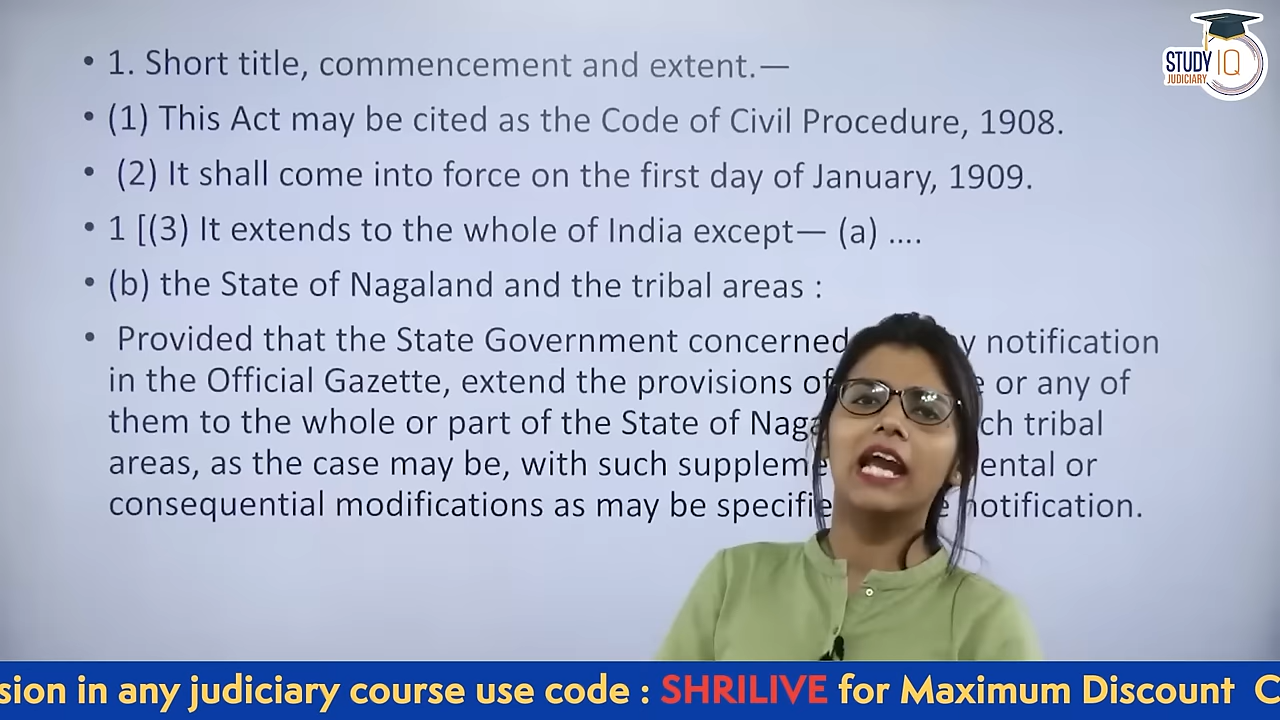 STUDY IQ
JUDICIARY
• 1. Short title, commencement and extent.—
• (1) This Act may be cited as the Code of Civil Procedure, 1908.
• (2) It shall come into force on the first day of January, 1909.
• 1 [(3) It extends to the whole of India except— (a) ....
• (b) the State of Nagaland and the tribal areas :
• Provided that the State Government concerned notification
in the Official Gazette, extend the provisions of or any of
them to the whole or part of the State of tribal
areas, as the case may be, with such or
consequential modifications as may be notification.
in any judiciary course use code : SHRILIVE for Maximum Discount